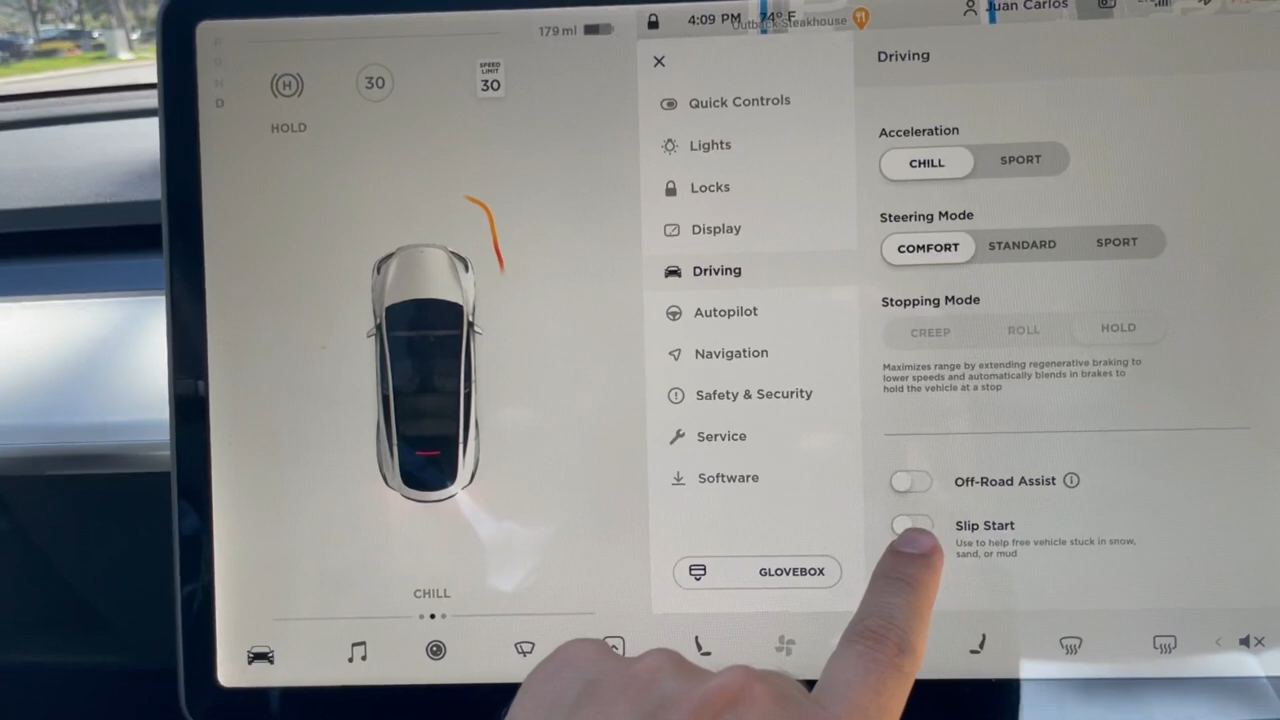 179 mi
4:09 PM 74° F
Outback Steakhouse
Juan Carlos
D
H
30
SPEED
LIMIT
30
HOLD
CHILL
Quick Controls
Lights
Locks
Display
Driving
Autopilot
Navigation
Safety & Security
Service
Software
GLOVEBOX
Driving
Acceleration
CHILL SPORT
Steering Mode
COMFORT STANDARD SPORT
Stopping Mode
CREEP ROLL HOLD
Maximizes range by extending regenerative braking to
lower speeds and automatically blends in brakes to
hold the vehicle at a stop
Off-Road Assist
Slip Start
Use to help free vehicle stuck in snow,
sand, or mud